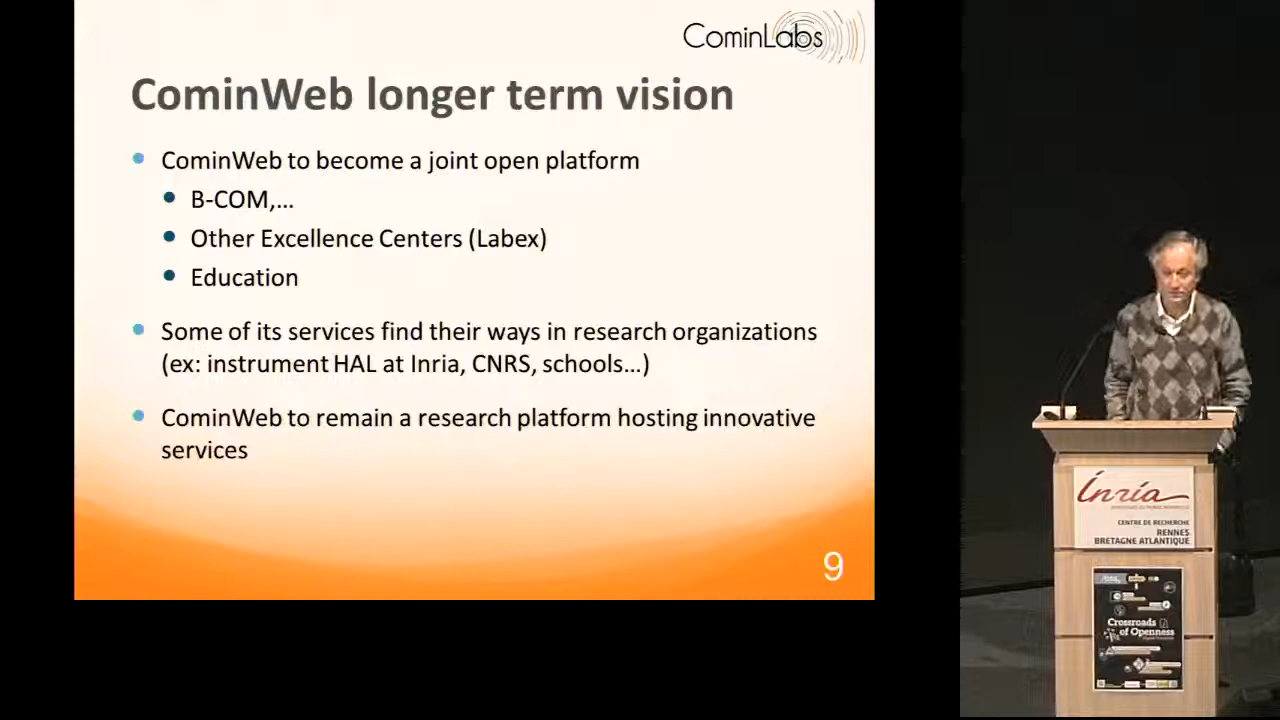 CominLabs
CominWeb longer term vision
CominWeb to become a joint open platform
B-COM,...
Other Excellence Centers (Labex)
Education
Some of its services find their ways in research organizations
(ex: instrument HAL at Inria, CNRS, schools...)
CominWeb to remain a research platform hosting innovative
services
9
Inría
CENTRE DE RECHERCHE
RENNES
BRETAGNE ATLANTIQUE
Crossroads
of Openness